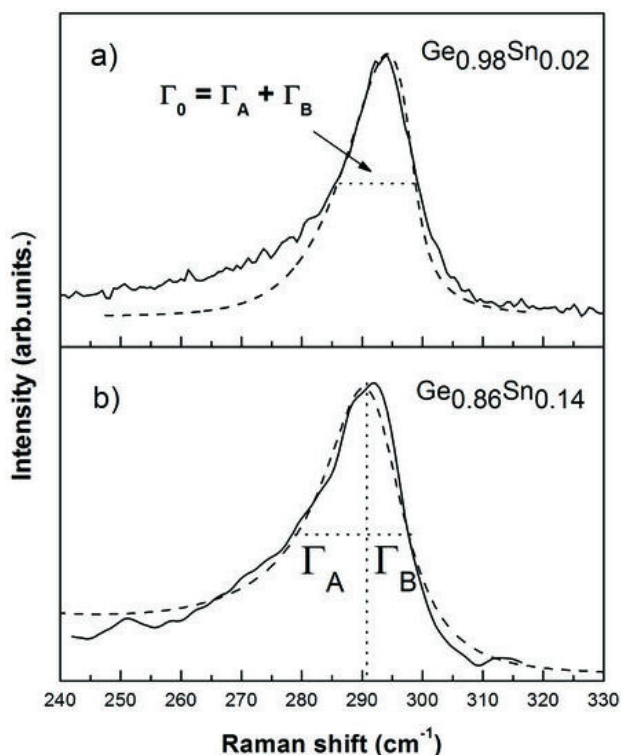 a)
Ge0.98Sn0.02
Γ0 = ΓA + ΓB
b)
Ge0.86Sn0.14
ΓA
ΓB
Intensity (arb.units.)
240 250 260 270 280 290 300 310 320 330
Raman shift (cm-1)